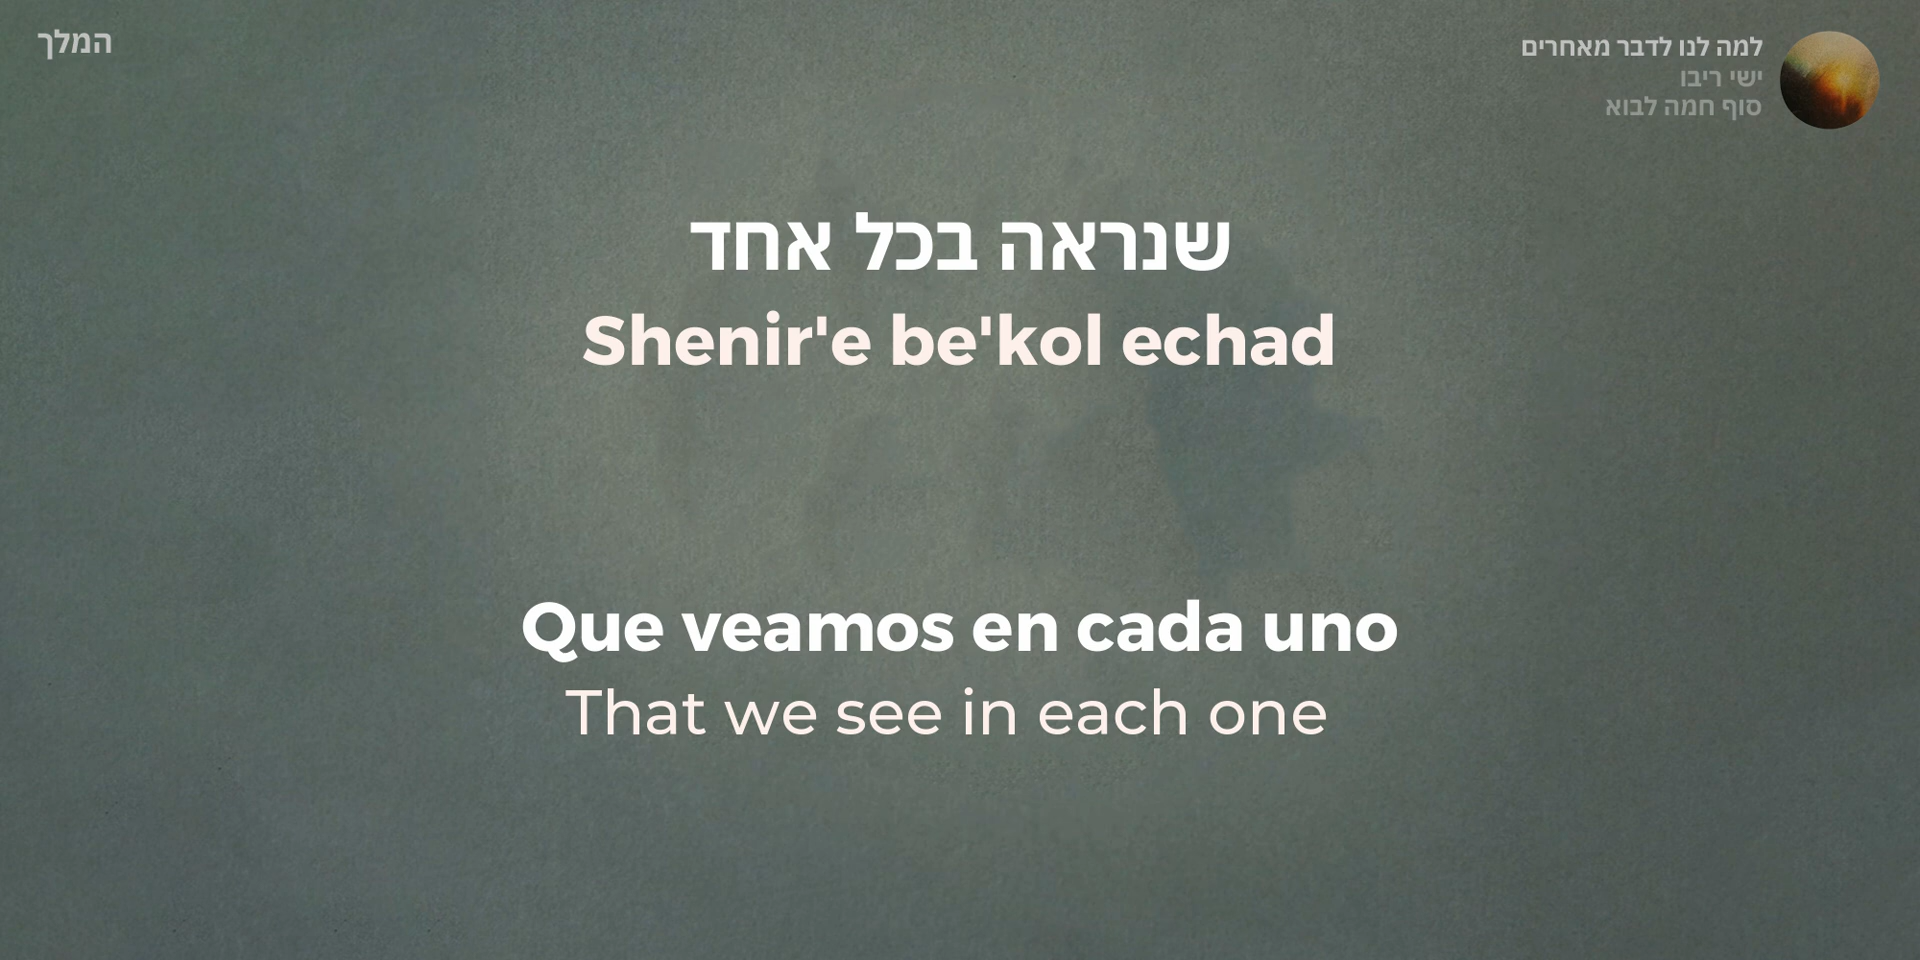 המלך
למה לנו לדבר מאחרים
ישי ריבו
סוף חמה לבוא
שנראה בכל אחד
Shenir'e be'kol echad
Que veamos en cada uno
That we see in each one